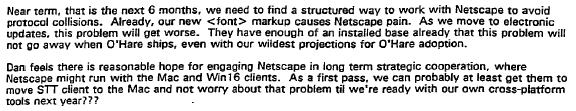 Near term, that is the next 6 months, we need to find a structured way to work with Netscape to avoid
protocol collisions.  Already, our new <font> markup causes Netscape pain.  As we move to electronic
updates, this problem will get worse.  They have enough of an installed base already that this problem will
not go away when O'Hare ships, even with our wildest projections for O'Hare adoption.
Dan feels there is reasonable hope for engaging Netscape in long term strategic cooperation, where
Netscape might run with the Mac and Win16 clients.  As a first pass, we can probably at least get them to
move STT client to the Mac and not worry about that problem til we're ready with our own cross-platform
tools next year???